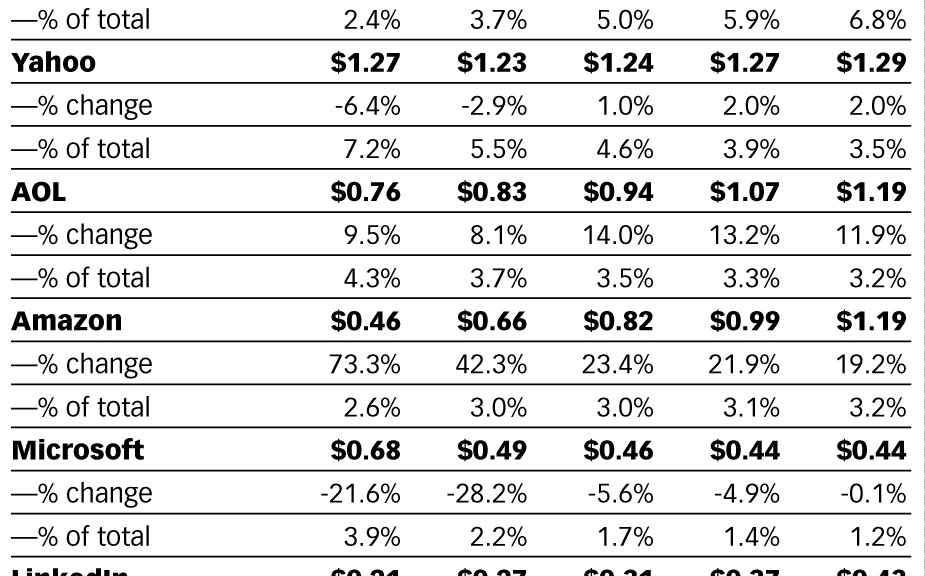 —% of total 2.4% 3.7% 5.0% 5.9% 6.8%
Yahoo $1.27 $1.23 $1.24 $1.27 $1.29
—% change -6.4% -2.9% 1.0% 2.0% 2.0%
—% of total 7.2% 5.5% 4.6% 3.9% 3.5%
AOL $0.76 $0.83 $0.94 $1.07 $1.19
—% change 9.5% 8.1% 14.0% 13.2% 11.9%
—% of total 4.3% 3.7% 3.5% 3.3% 3.2%
Amazon $0.46 $0.66 $0.82 $0.99 $1.19
—% change 73.3% 42.3% 23.4% 21.9% 19.2%
—% of total 2.6% 3.0% 3.0% 3.1% 3.2%
Microsoft $0.68 $0.49 $0.46 $0.44 $0.44
—% change -21.6% -28.2% -5.6% -4.9% -0.1%
—% of total 3.9% 2.2% 1.7% 1.4% 1.2%
LinkedIn